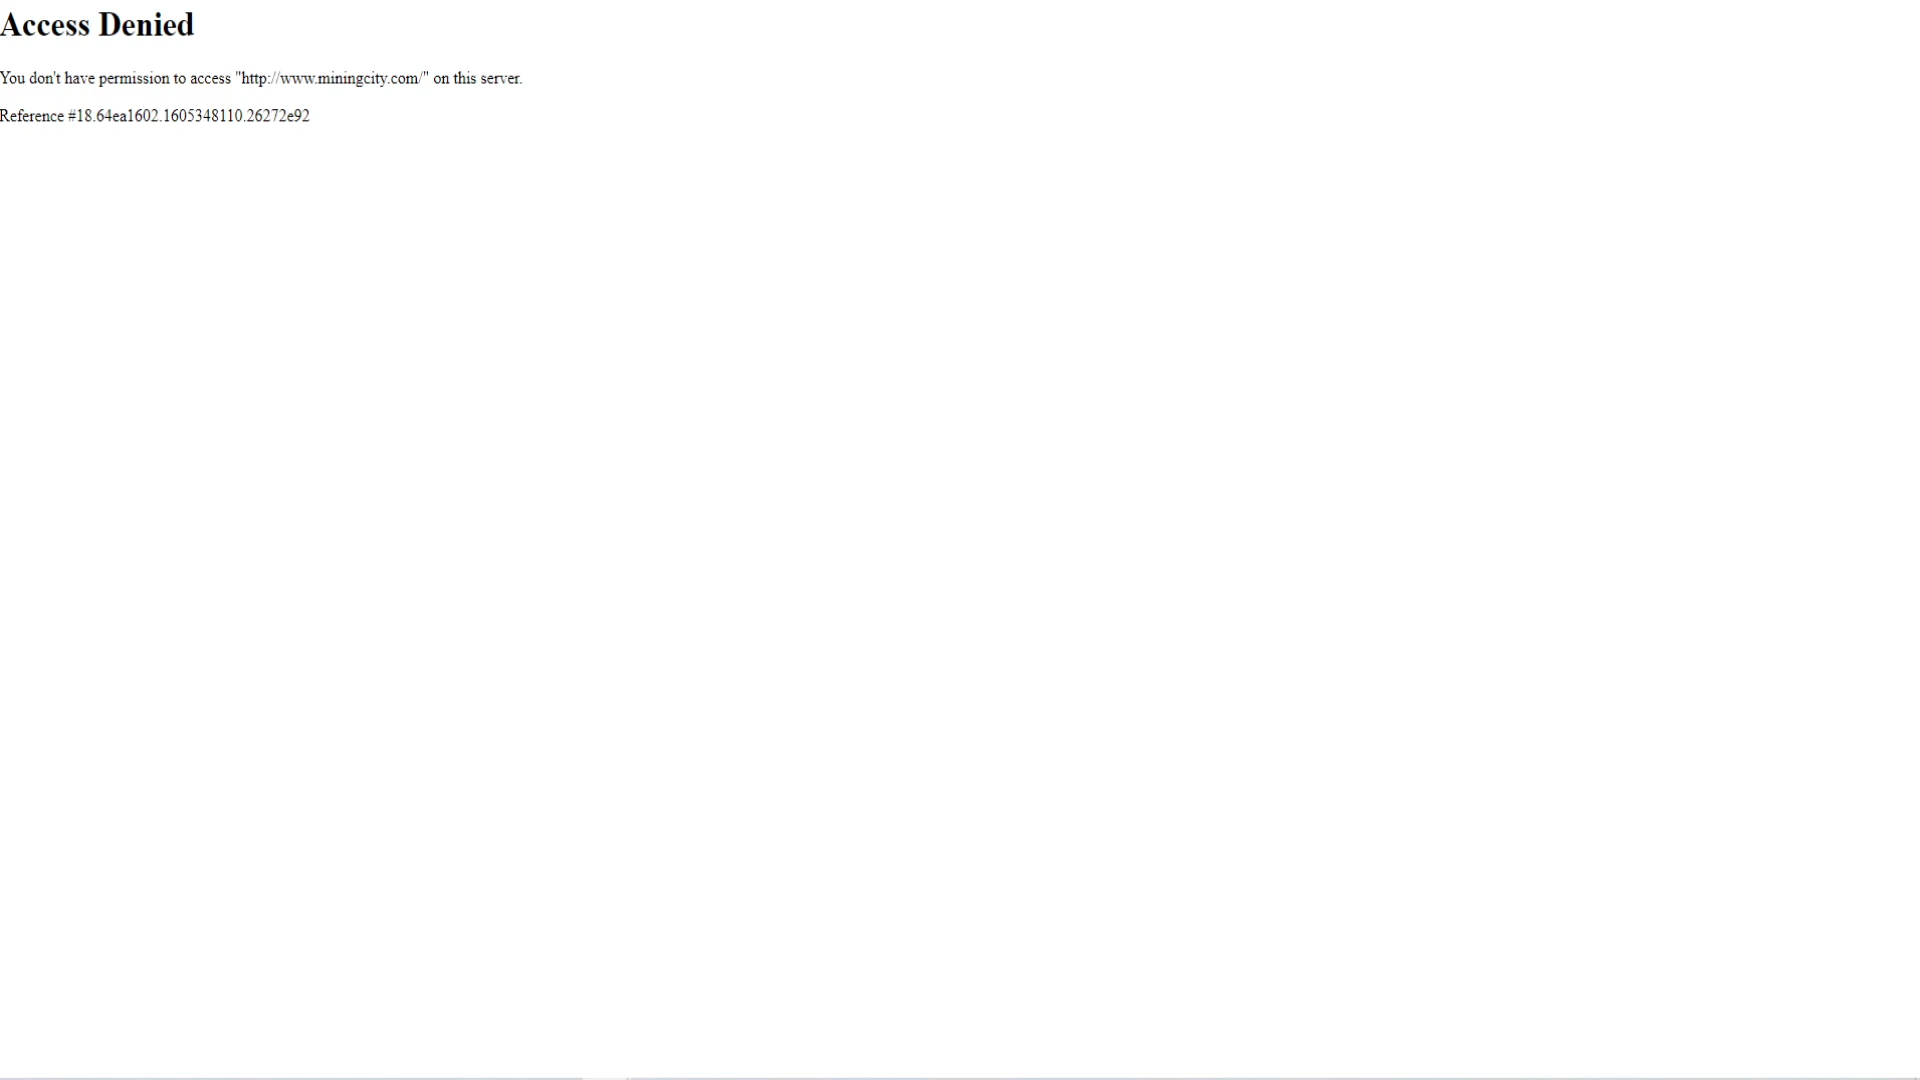 Access Denied
You don't have permission to access "http://www.miningcity.com/" on this server.
Reference #18.64ea1602.1605348110.26272e92